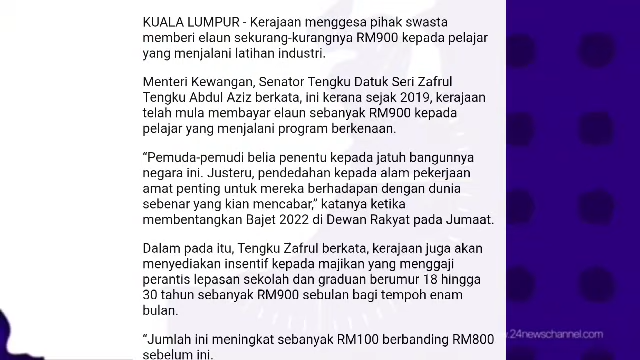 KUALA LUMPUR - Kerajaan menggesa pihak swasta
memberi elaun sekurang-kurangnya RM900 kepada pelajar
yang menjalani latihan industri.
Menteri Kewangan, Senator Tengku Datuk Seri Zafrul
Tengku Abdul Aziz berkata, ini kerana sejak 2019, kerajaan
telah mula membayar elaun sebanyak RM900 kepada
pelajar yang menjalani program berkenaan.
“Pemuda-pemudi belia penentu kepada jatuh bangunnya
negara ini. Justeru, pendedahan kepada alam pekerjaan
amat penting untuk mereka berhadapan dengan dunia
sebenar yang kian mencabar,” katanya ketika
membentangkan Bajet 2022 di Dewan Rakyat pada Jumaat.
Dalam pada itu, Tengku Zafrul berkata, kerajaan juga akan
menyediakan insentif kepada majikan yang menggaji
perantis lepasan sekolah dan graduan berumur 18 hingga
30 tahun sebanyak RM900 sebulan bagi tempoh enam
bulan.
www.24newschannel.com
“Jumlah ini meningkat sebanyak RM100 berbanding RM800
sebelum ini.